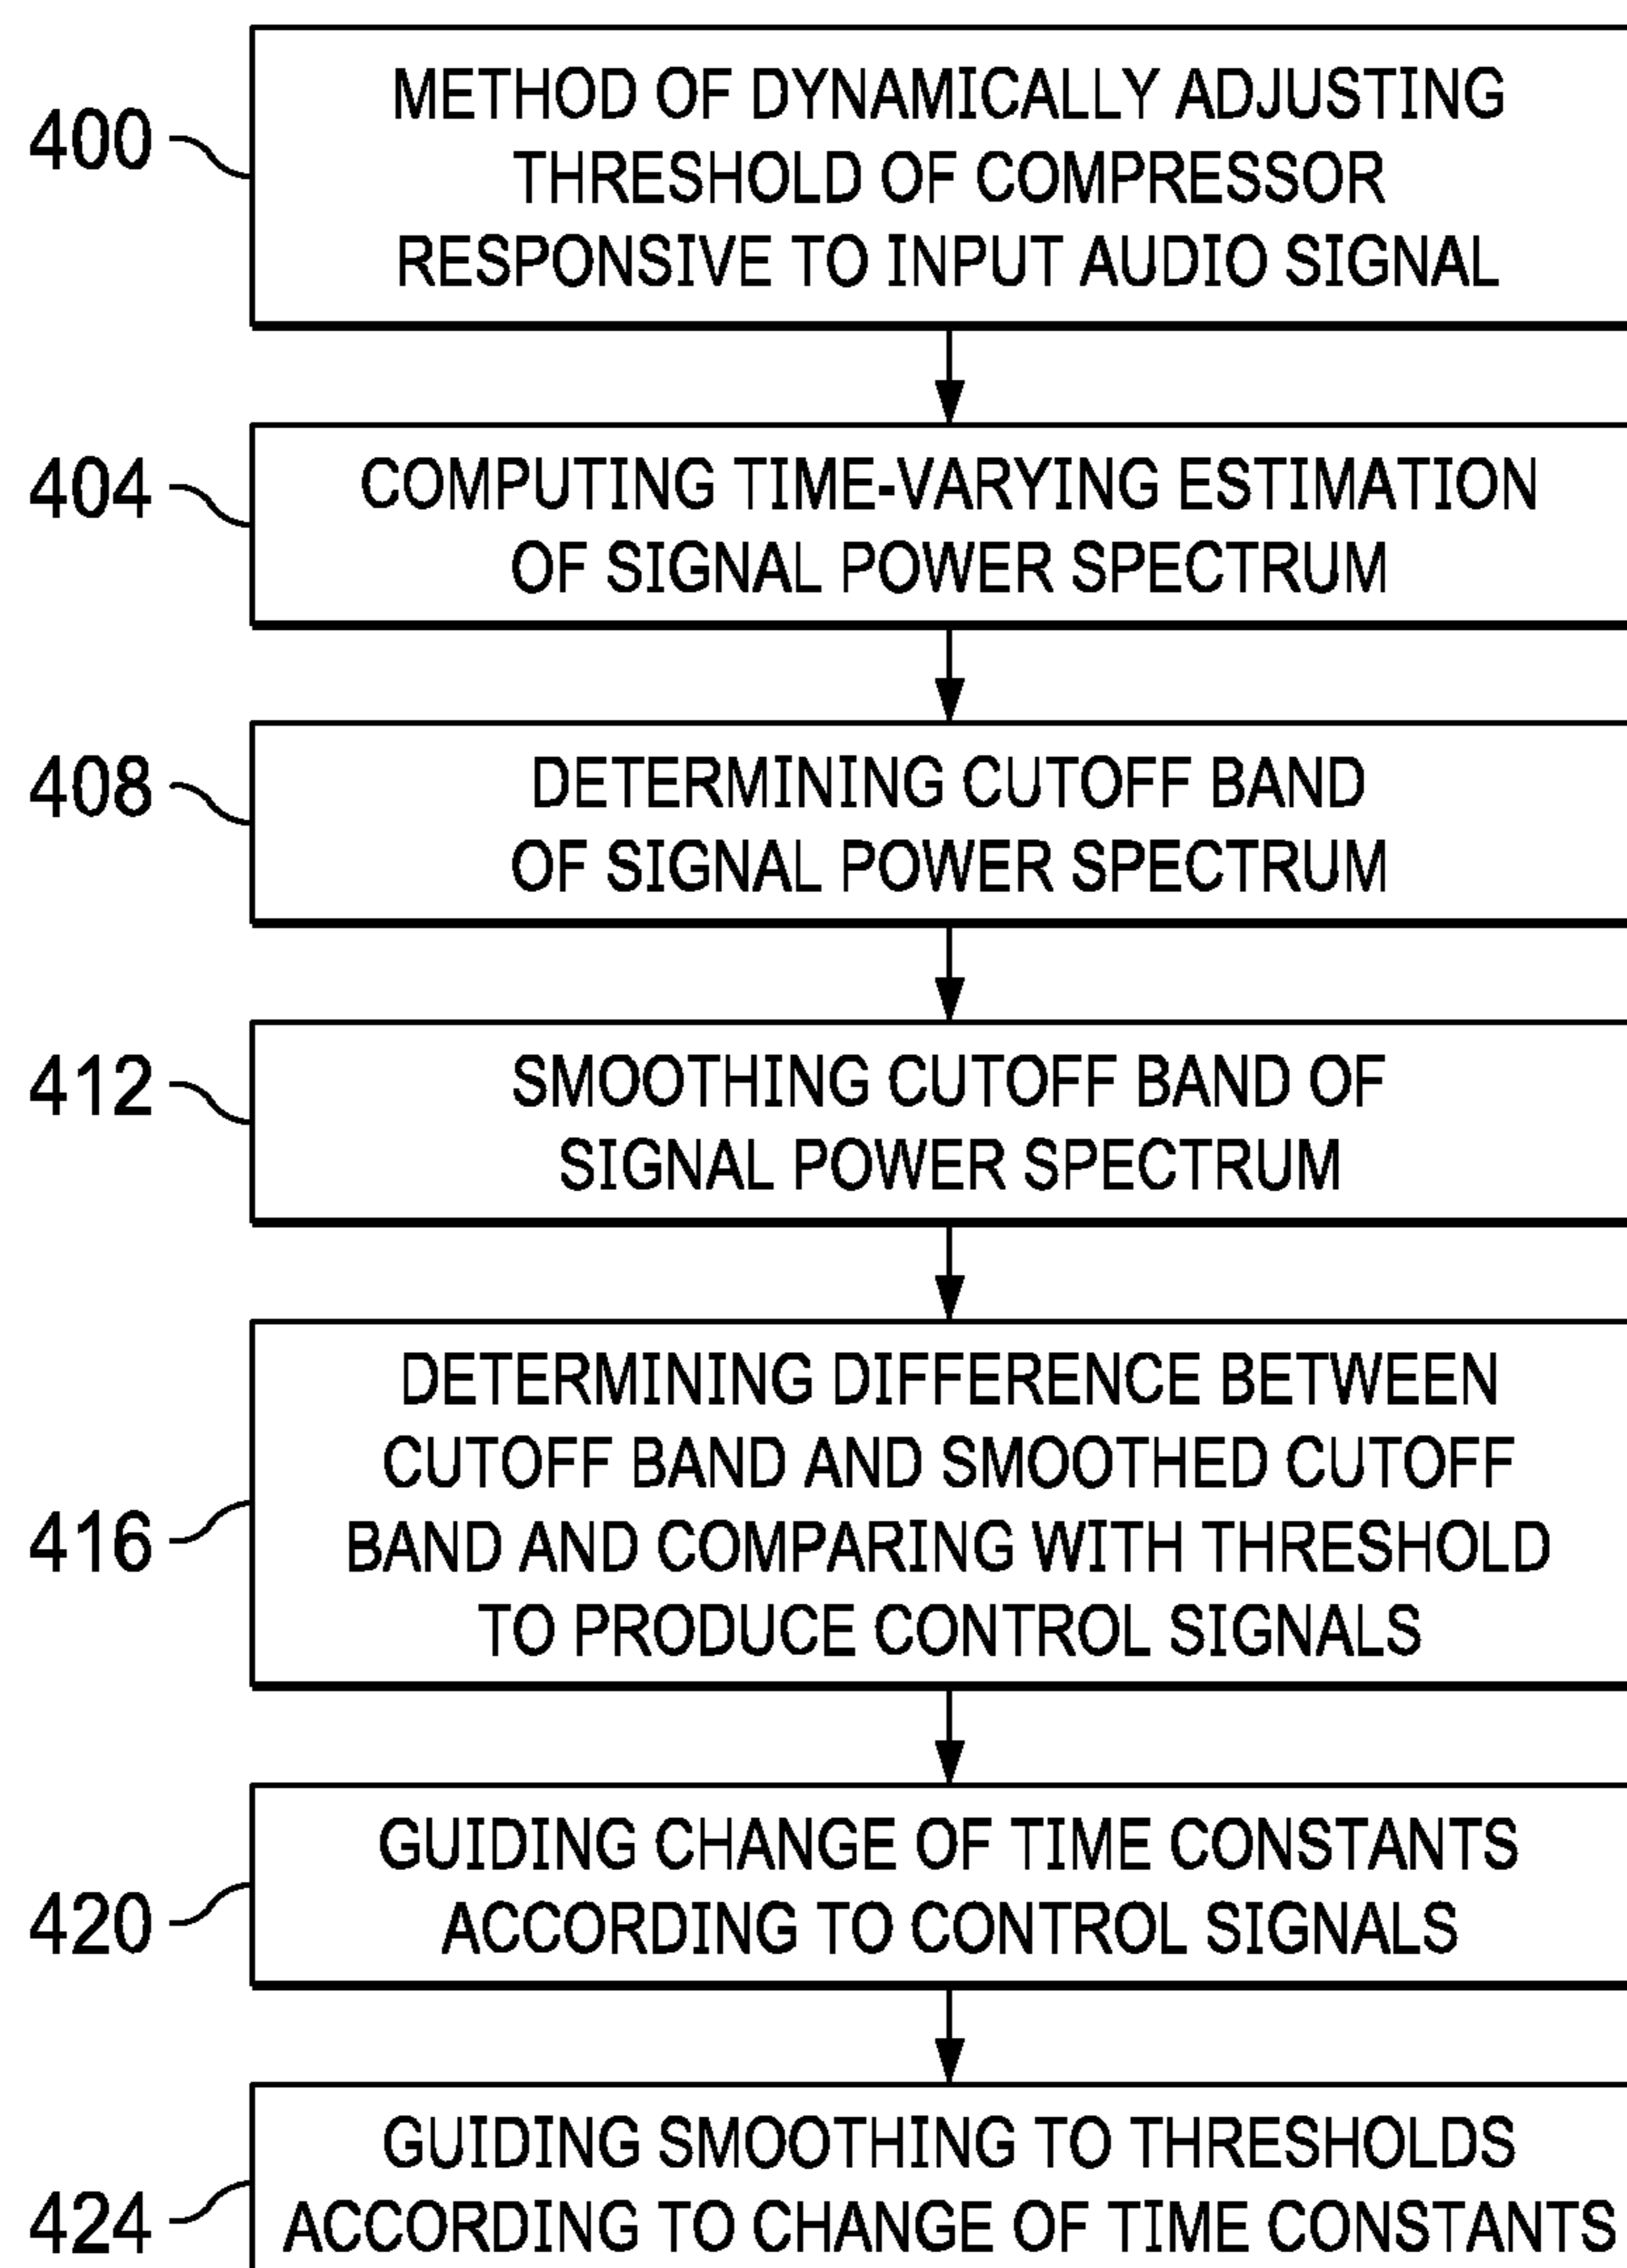 400
METHOD OF DYNAMICALLY ADJUSTING
THRESHOLD OF COMPRESSOR
RESPONSIVE TO INPUT AUDIO SIGNAL
404
COMPUTING TIME-VARYING ESTIMATION
OF SIGNAL POWER SPECTRUM
408
DETERMINING CUTOFF BAND
OF SIGNAL POWER SPECTRUM
412
SMOOTHING CUTOFF BAND OF
SIGNAL POWER SPECTRUM
416
DETERMINING DIFFERENCE BETWEEN
CUTOFF BAND AND SMOOTHED CUTOFF
BAND AND COMPARING WITH THRESHOLD
TO PRODUCE CONTROL SIGNALS
420
GUIDING CHANGE OF TIME CONSTANTS
ACCORDING TO CONTROL SIGNALS
424
GUIDING SMOOTHING TO THRESHOLDS
ACCORDING TO CHANGE OF TIME CONSTANTS